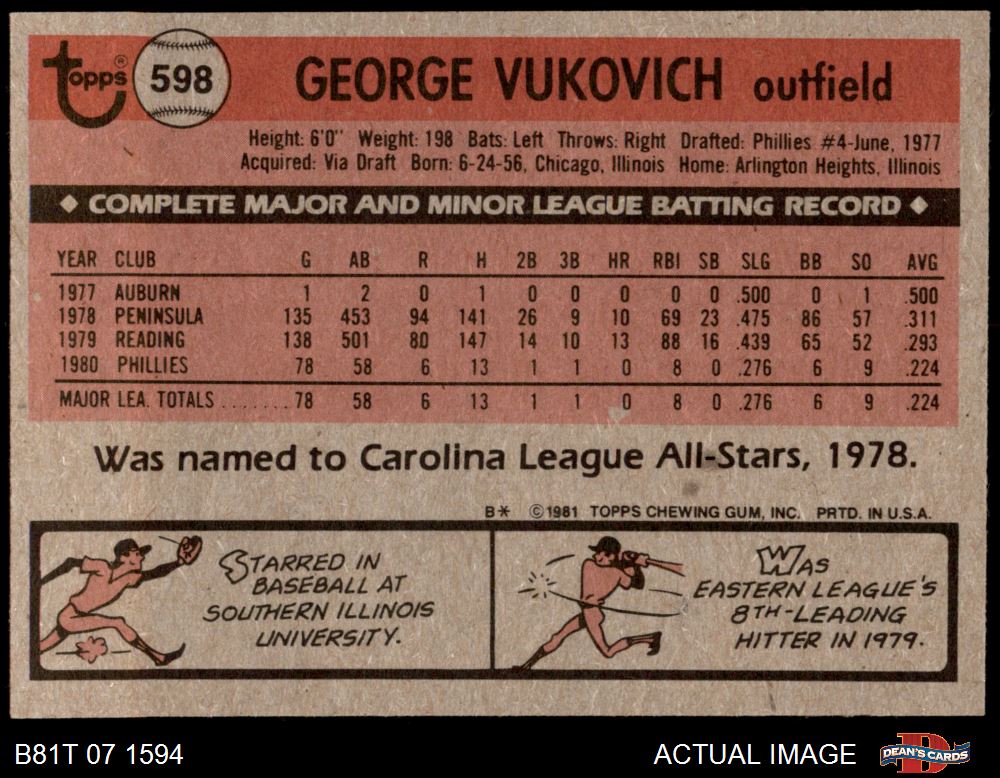 Topps® 598 GEORGE VUKOVICH outfield
Height: 6'0" Weight: 198 Bats: Left Throws: Right Drafted: Phillies #4-June, 1977
Acquired: Via Draft Born: 6-24-56, Chicago, Illinois Home: Arlington Heights, Illinois
◆ COMPLETE MAJOR AND MINOR LEAGUE BATTING RECORD ◆
YEAR CLUB G AB R H 2B 3B HR RBI SB SLG BB SO AVG
1977 AUBURN 1 2 0 1 0 0 0 0 0 .500 0 1 .500
1978 PENINSULA 135 453 94 141 26 9 10 69 23 .475 86 57 .311
1979 READING 138 501 80 147 14 10 13 88 16 .439 65 52 .293
1980 PHILLIES 78 58 6 13 1 1 0 8 0 .276 6 9 .224
MAJOR LEA. TOTALS ....... 78 58 6 13 1 1 0 8 0 .276 6 9 .224
Was named to Carolina League All-Stars, 1978.
B* ©1981 TOPPS CHEWING GUM, INC. PRTD. IN U.S.A.
STARRED IN
BASEBALL AT
SOUTHERN ILLINOIS
UNIVERSITY.
WAS
EASTERN LEAGUE'S
8TH-LEADING
HITTER IN 1979.
B81T 07 1594 ACTUAL IMAGE DEAN'S CARDS